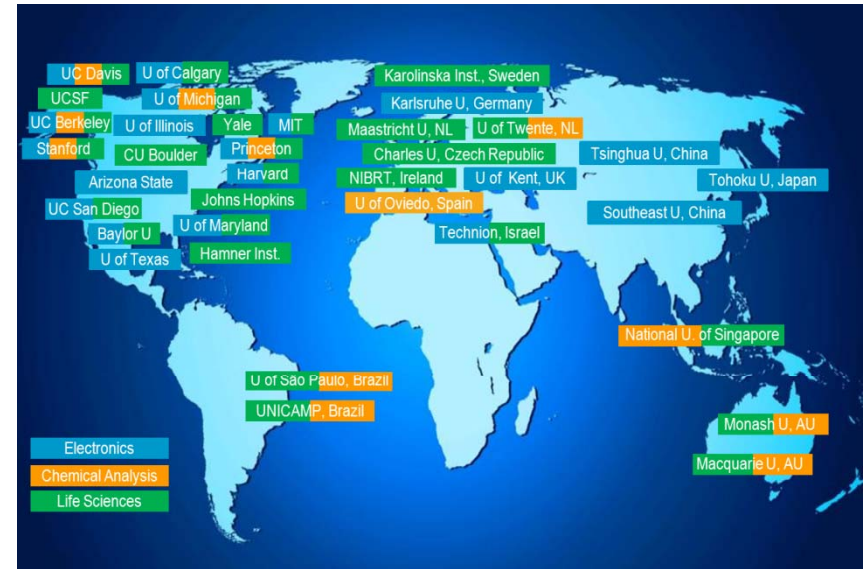 UC Davis
U of Calgary
UCSF
U of Michigan
UC Berkeley
U of Illinois
Yale
MIT
Stanford
CU Boulder
Princeton
Arizona State
Harvard
UC San Diego
Johns Hopkins
Baylor U
U of Maryland
U of Texas
Hamner Inst.
Karolinska Inst., Sweden
Karlsruhe U, Germany
Maastricht U, NL
U of Twente, NL
Charles U, Czech Republic
NIBRT, Ireland
U of Kent, UK
U of Oviedo, Spain
Technion, Israel
Tsinghua U, China
Tohoku U, Japan
Southeast U, China
National U. of Singapore
U of São Paulo, Brazil
UNICAMP, Brazil
Monash U, AU
Macquarie U, AU
Electronics
Chemical Analysis
Life Sciences